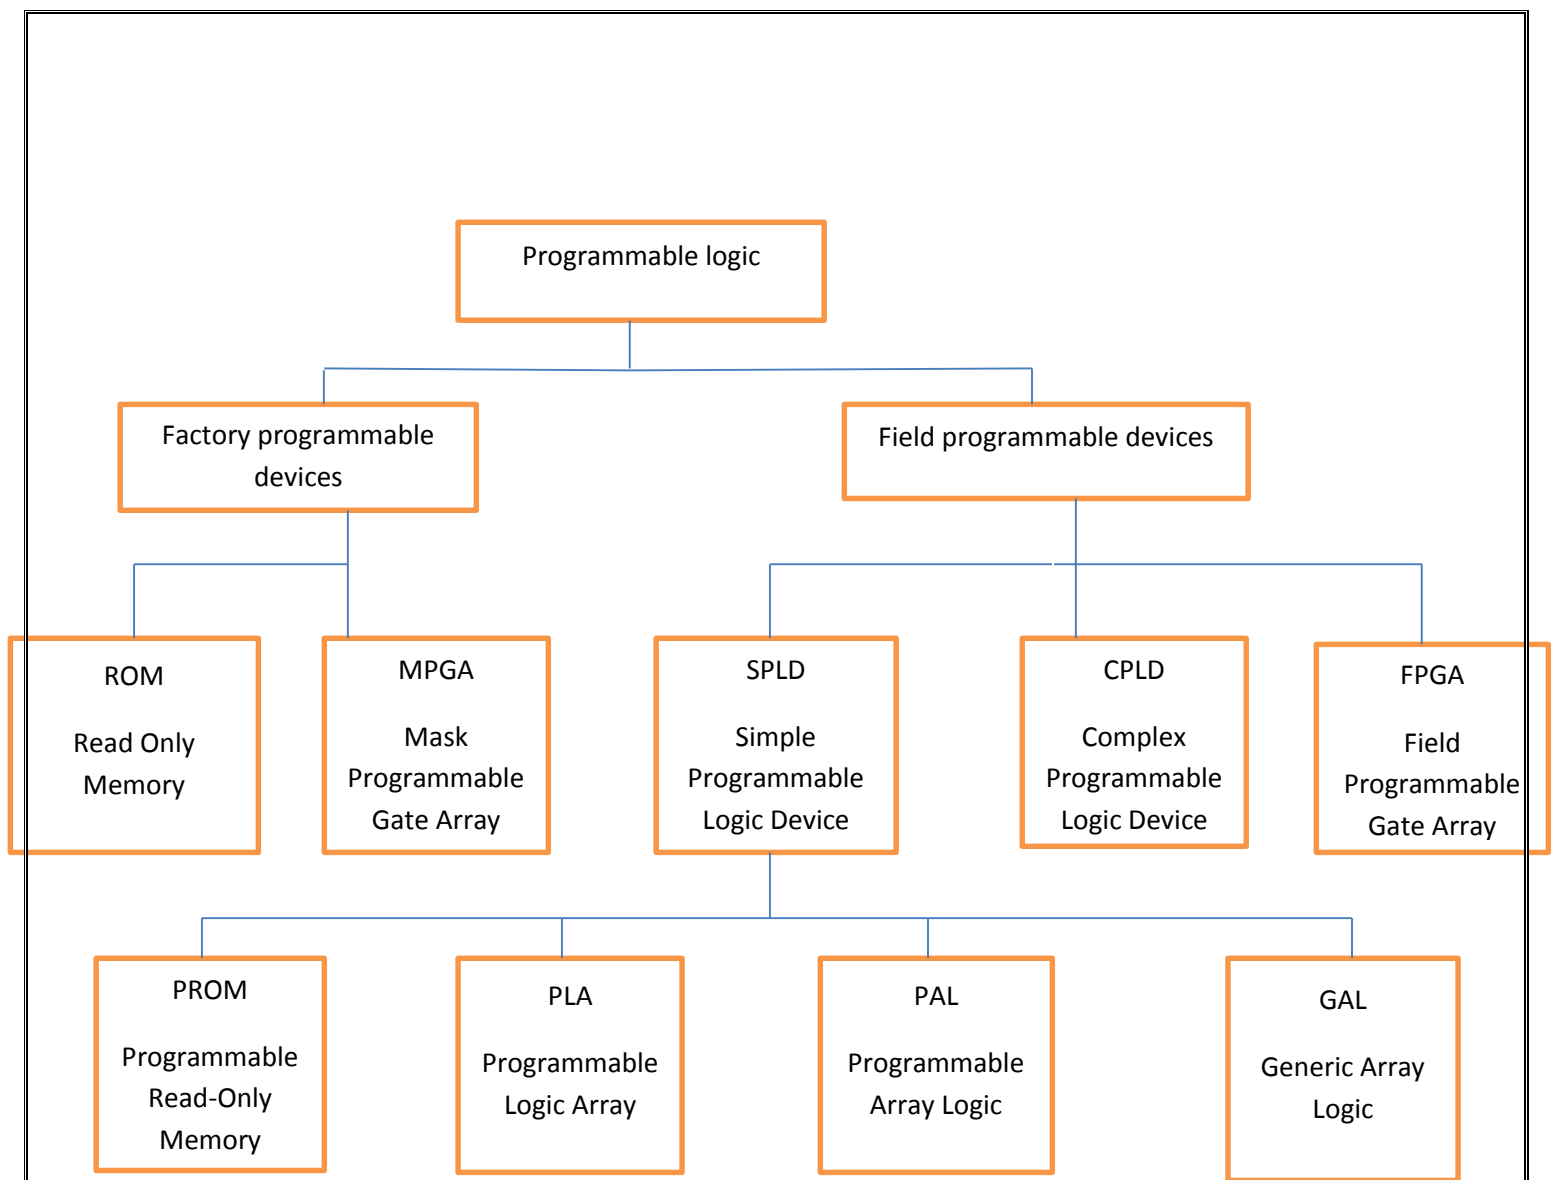 Programmable logic
Factory programmable
devices
Field programmable devices
ROM
Read Only
Memory
MPGA
Mask
Programmable
Gate Array
SPLD
Simple
Programmable
Logic Device
CPLD
Complex
Programmable
Logic Device
FPGA
Field
Programmable
Gate Array
PROM
Programmable
Read-Only
Memory
PLA
Programmable
Logic Array
PAL
Programmable
Array Logic
GAL
Generic Array
Logic